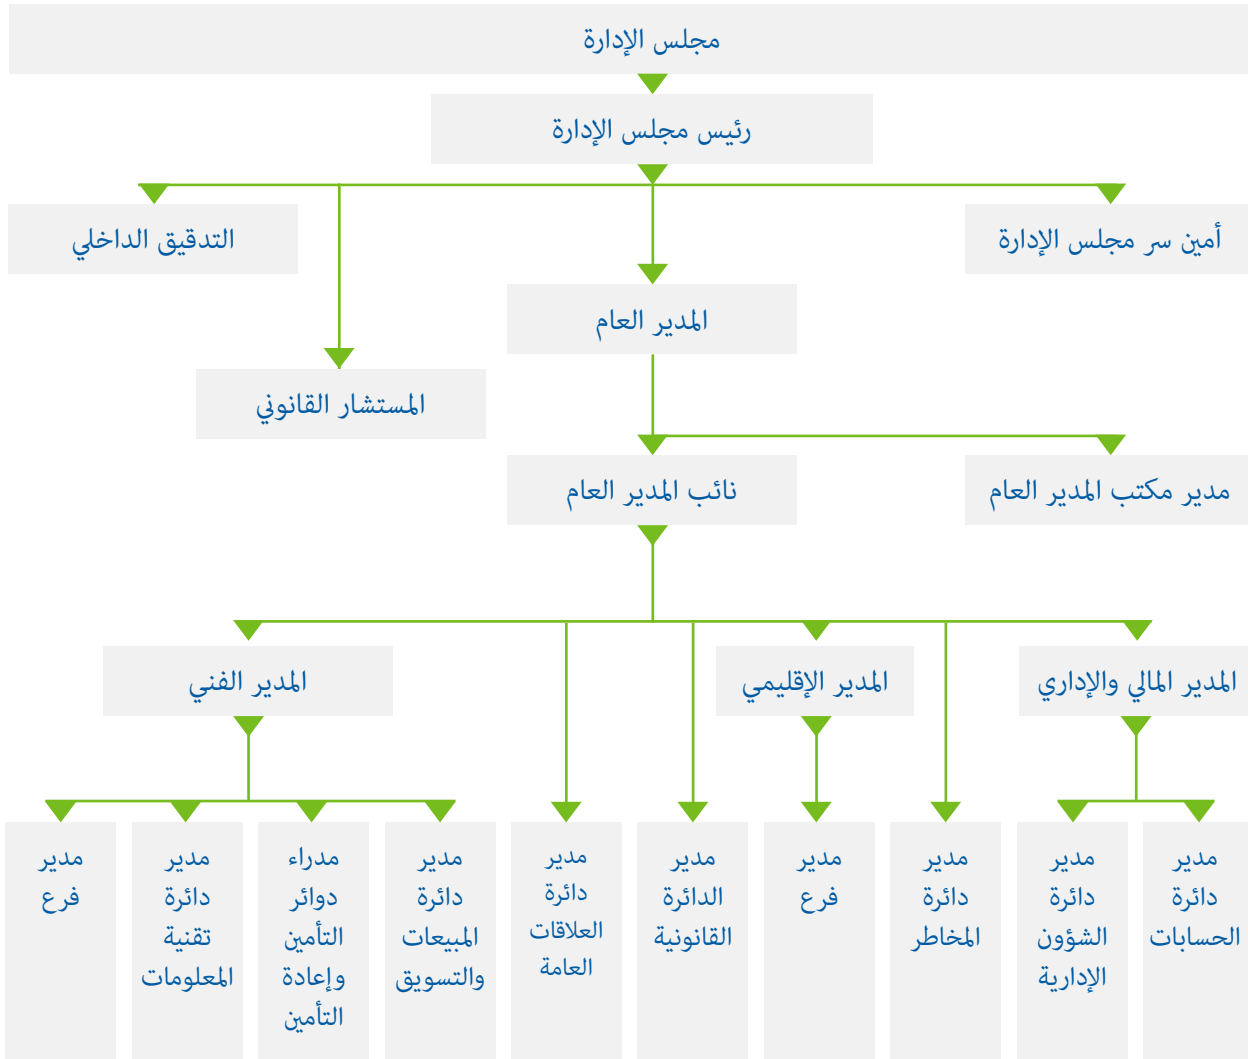 مجلس الإدارة
رئيس مجلس الإدارة
أمين سر مجلس الإدارة
التدقيق الداخلي
المدير العام
المستشار القانوني
مدير مكتب المدير العام
نائب المدير العام
المدير المالي والإداري
المدير الإقليمي
المدير الفني
مدير
دائرة
الحسابات
مدير
دائرة
الشؤون
الإدارية
مدير
دائرة
المخاطر
مدير
فرع
مدير
الدائرة
القانونية
مدير
دائرة
العلاقات
العامة
مدير
دائرة
المبيعات
والتسويق
مدراء
دوائر
التأمين
وإعادة
التأمين
مدير
دائرة
تقنية
المعلومات
مدير
فرع